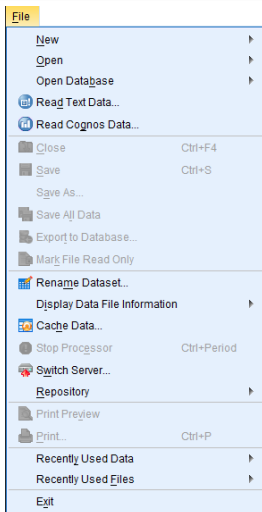 File
New
Open
Open Database
Read Text Data...
Read Cognos Data...
Close Ctrl+F4
Save Ctrl+S
Save As...
Save All Data
Export to Database...
Mark File Read Only
Rename Dataset...
Display Data File Information
Cache Data...
Stop Processor Ctrl+Period
Switch Server...
Repository
Print Preview
Print... Ctrl+P
Recently Used Data
Recently Used Files
Exit